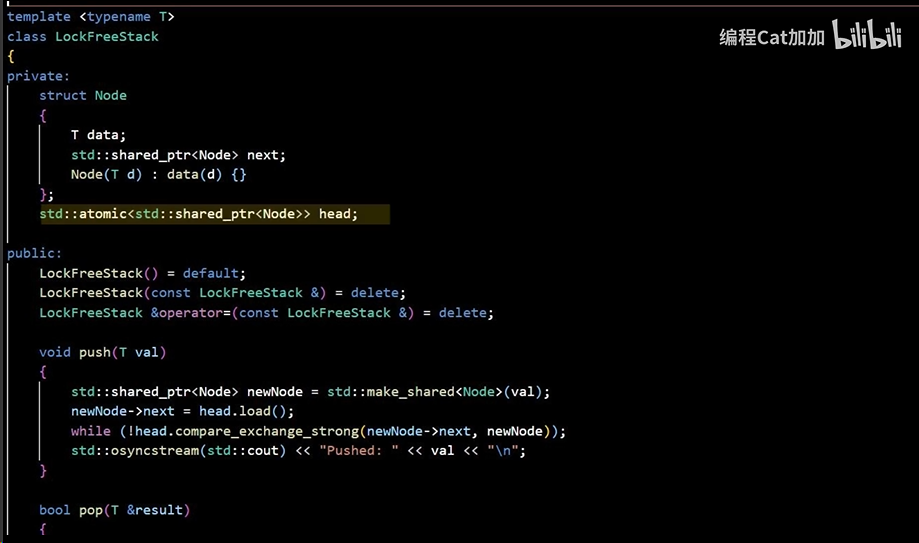 编程Cat加加 bilibili
template <typename T>
class LockFreeStack
{
private:
    struct Node
    {
        T data;
        std::shared_ptr<Node> next;
        Node(T d) : data(d) {}
    };
    std::atomic<std::shared_ptr<Node>> head;
public:
    LockFreeStack() = default;
    LockFreeStack(const LockFreeStack &) = delete;
    LockFreeStack &operator=(const LockFreeStack &) = delete;
    void push(T val)
    {
        std::shared_ptr<Node> newNode = std::make_shared<Node>(val);
        newNode->next = head.load();
        while (!head.compare_exchange_strong(newNode->next, newNode));
        std::osyncstream(std::cout) << "Pushed: " << val << "\n";
    }
    bool pop(T &result)
    {